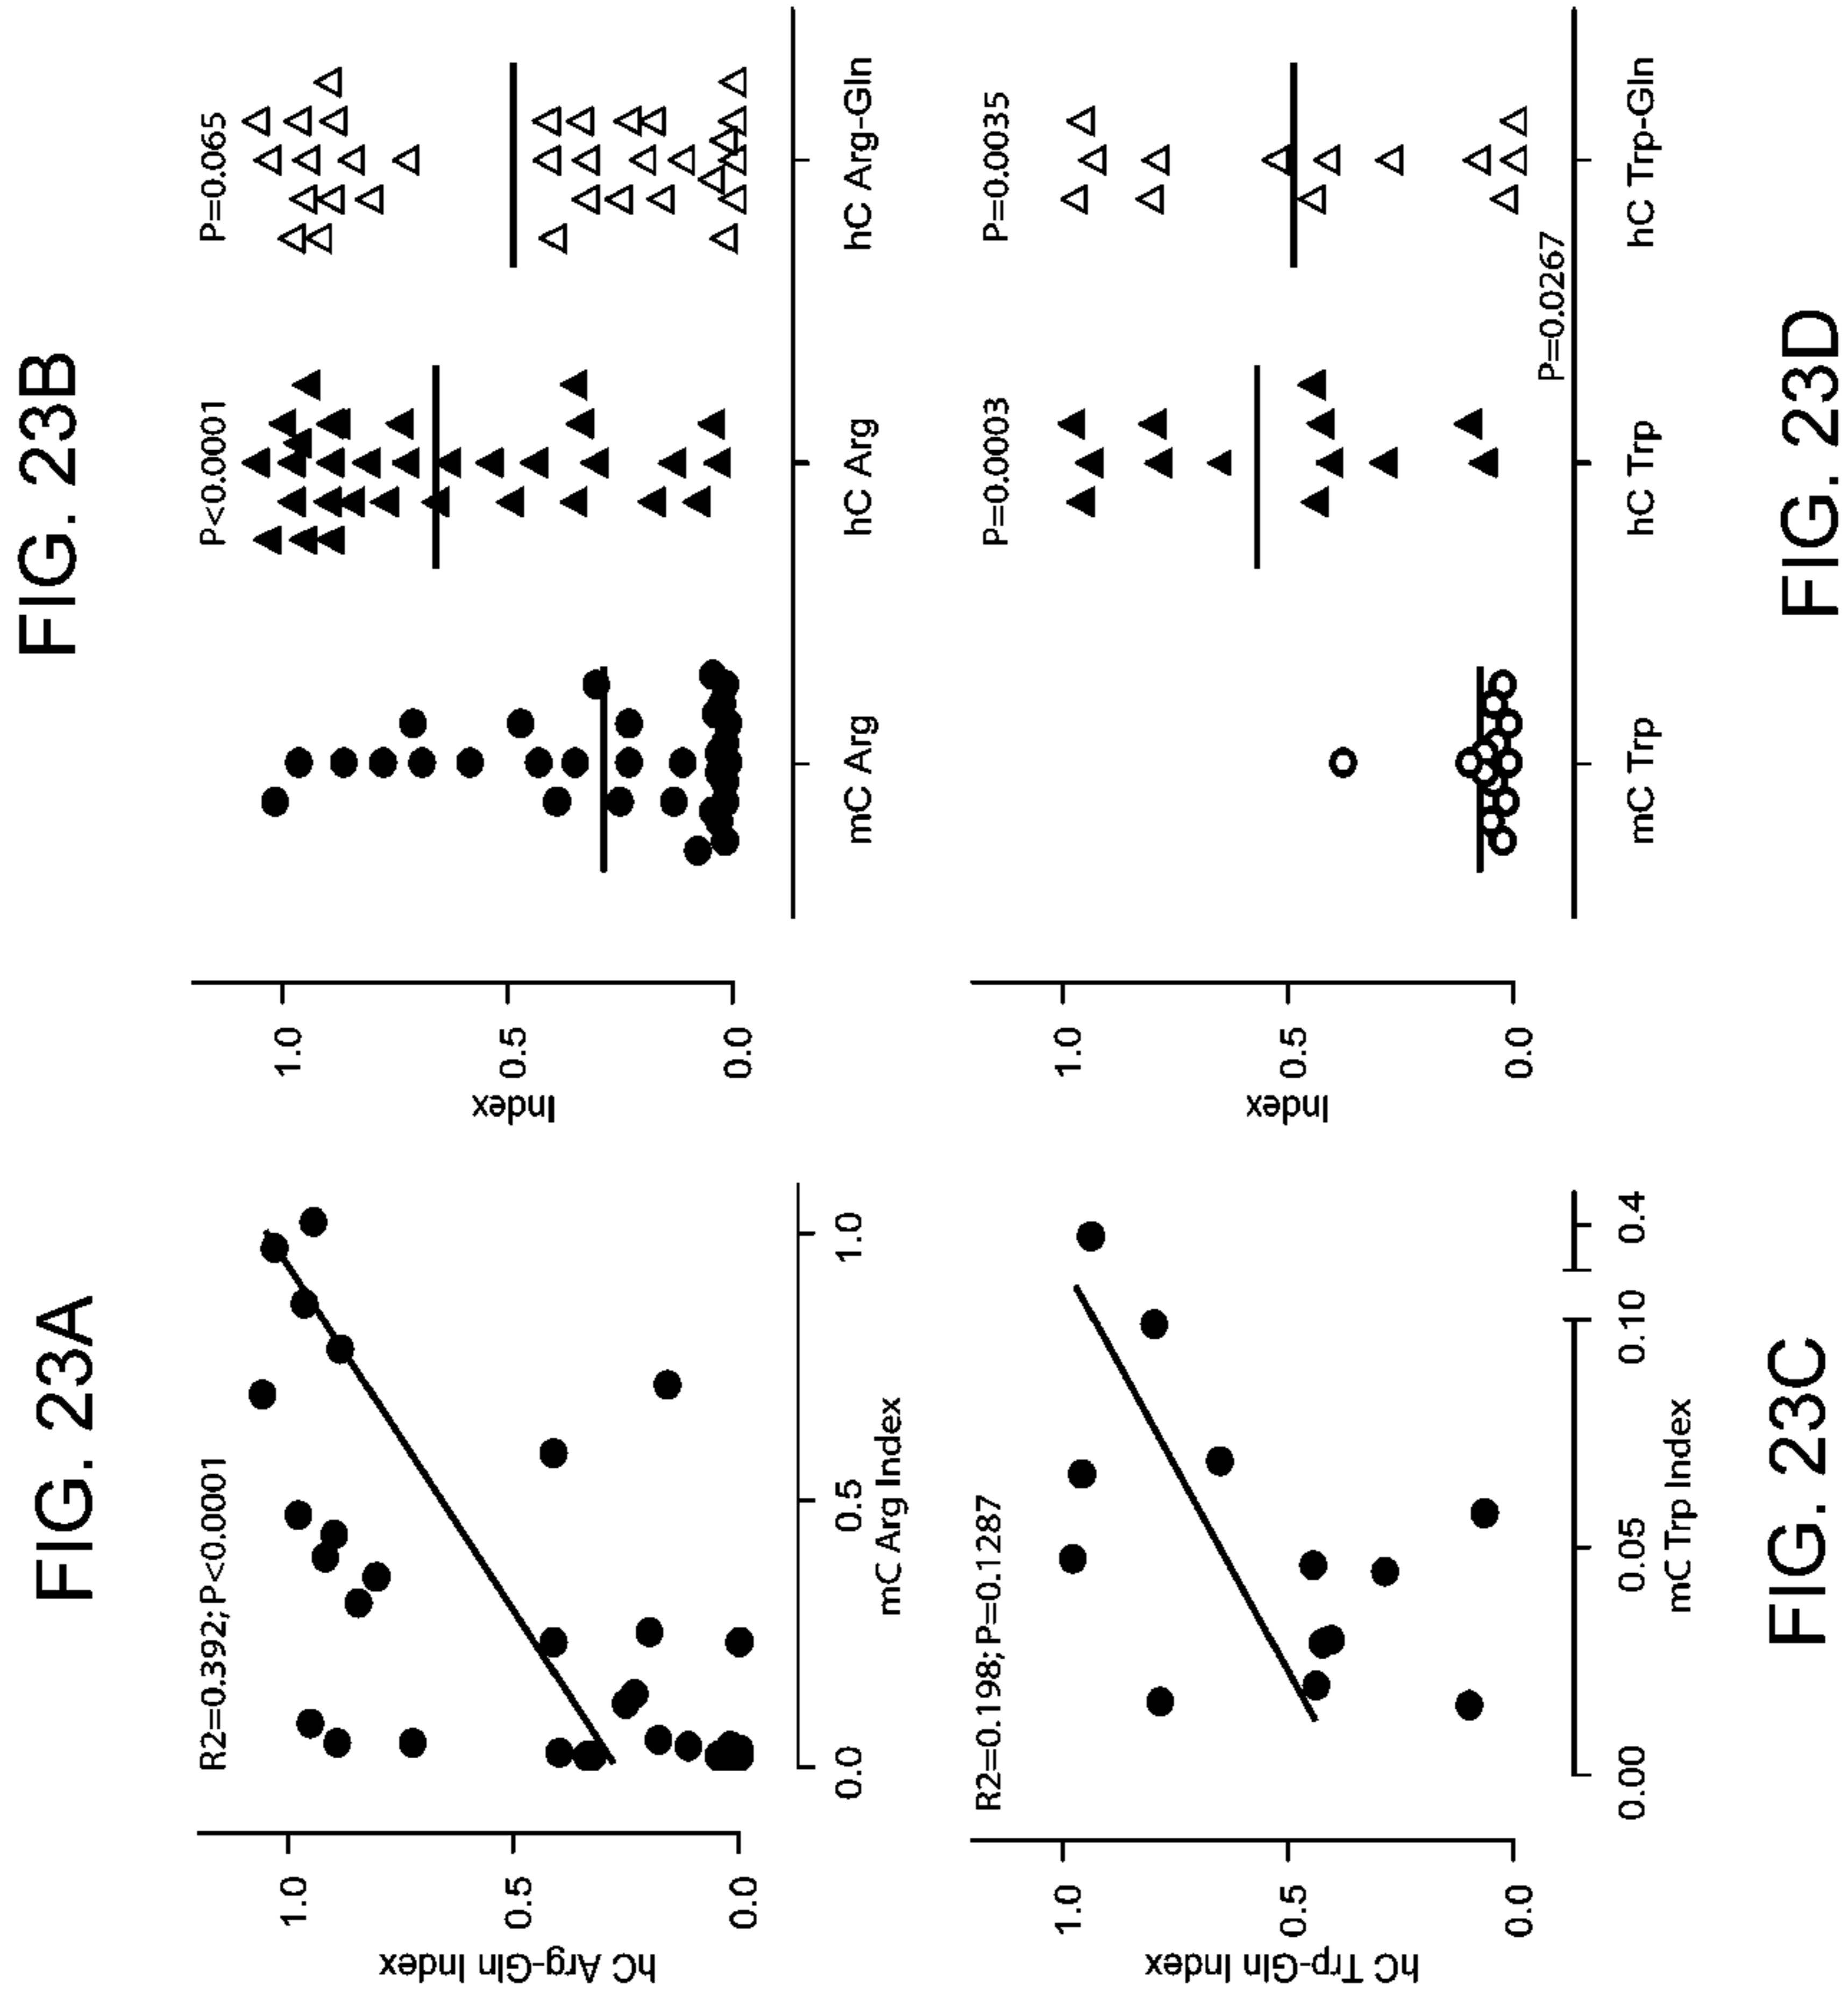 FIG. 23A
R2=0.392; P<0.0001
hC Arg-Gln Index
1.0
0.5
0.0
0.0
0.5
1.0
mC Arg Index
FIG. 23B
P<0.0001
P=0.065
Index
1.0
0.5
0.0
mC Arg
hC Arg
hC Arg-Gln
R2=0.198; P=0.1287
hC Trp-Gln Index
1.0
0.5
0.0
0.00
0.05
0.10
0.4
mC Trp Index
FIG. 23C
P=0.0003
P=0.0035
Index
1.0
0.5
0.0
P=0.0267
mC Trp
hC Trp
hC Trp-Gln
FIG. 23D